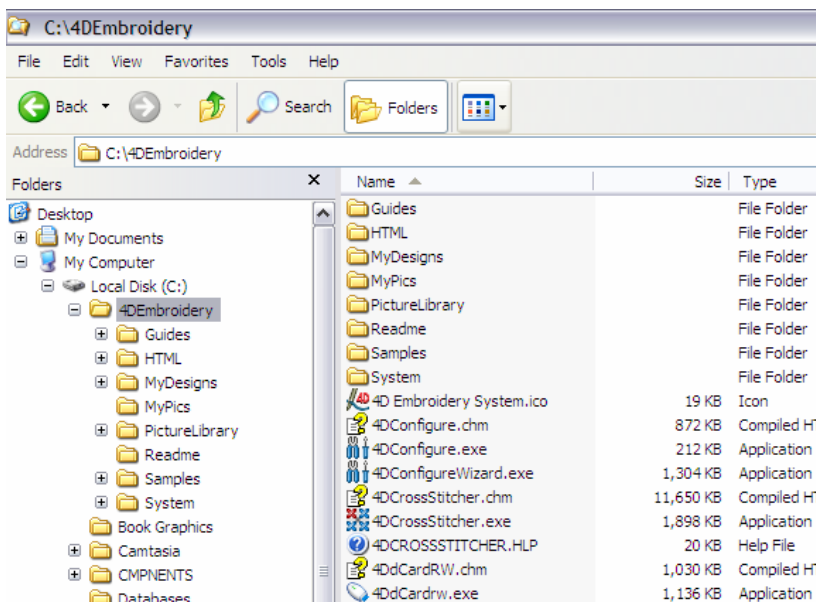 C:\4DEmbroidery
File Edit View Favorites Tools Help
Back Search Folders
Address C:\4DEmbroidery
Folders
Desktop
My Documents
My Computer
Local Disk (C:)
4DEmbroidery
Guides
HTML
MyDesigns
MyPics
PictureLibrary
Readme
Samples
System
Book Graphics
Camtasia
CMPNENTS
Databases
Name Size Type
Guides File Folder
HTML File Folder
MyDesigns File Folder
MyPics File Folder
PictureLibrary File Folder
Readme File Folder
Samples File Folder
System File Folder
4D Embroidery System.ico 19 KB Icon
4DConfigure.chm 872 KB Compiled HT
4DConfigure.exe 212 KB Application
4DConfigureWizard.exe 1,304 KB Application
4DCrossStitcher.chm 11,650 KB Compiled HT
4DCrossStitcher.exe 1,898 KB Application
4DCROSSSTITCHER.HLP 20 KB Help File
4DdCardRW.chm 1,030 KB Compiled HT
4DdCardrw.exe 1,136 KB Application